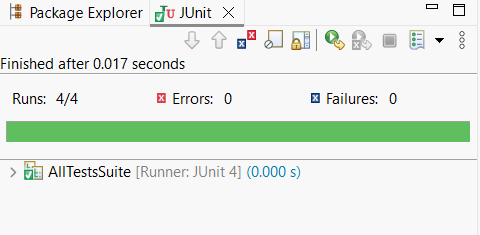 Package Explorer JUnit
Finished after 0.017 seconds
Runs: 4/4 Errors: 0 Failures: 0
AllTestsSuite [Runner: JUnit 4] (0.000 s)